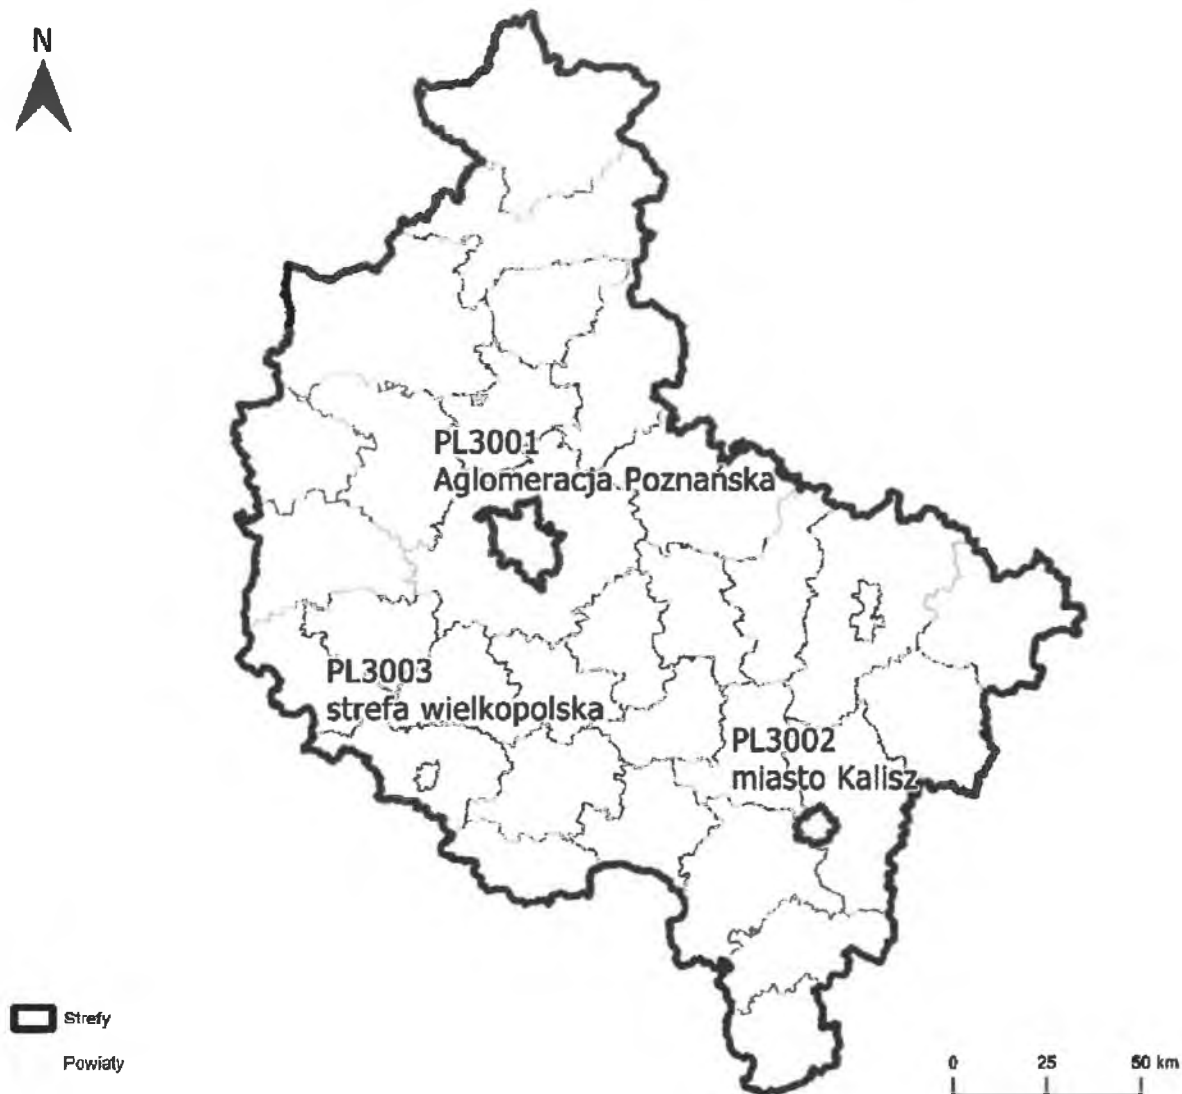 N
PL3001
Aglomeracja Poznańska
PL3003
strefa wielkopolska
PL3002
miasto Kalisz
Strefy
Powiaty
0 25 50 km